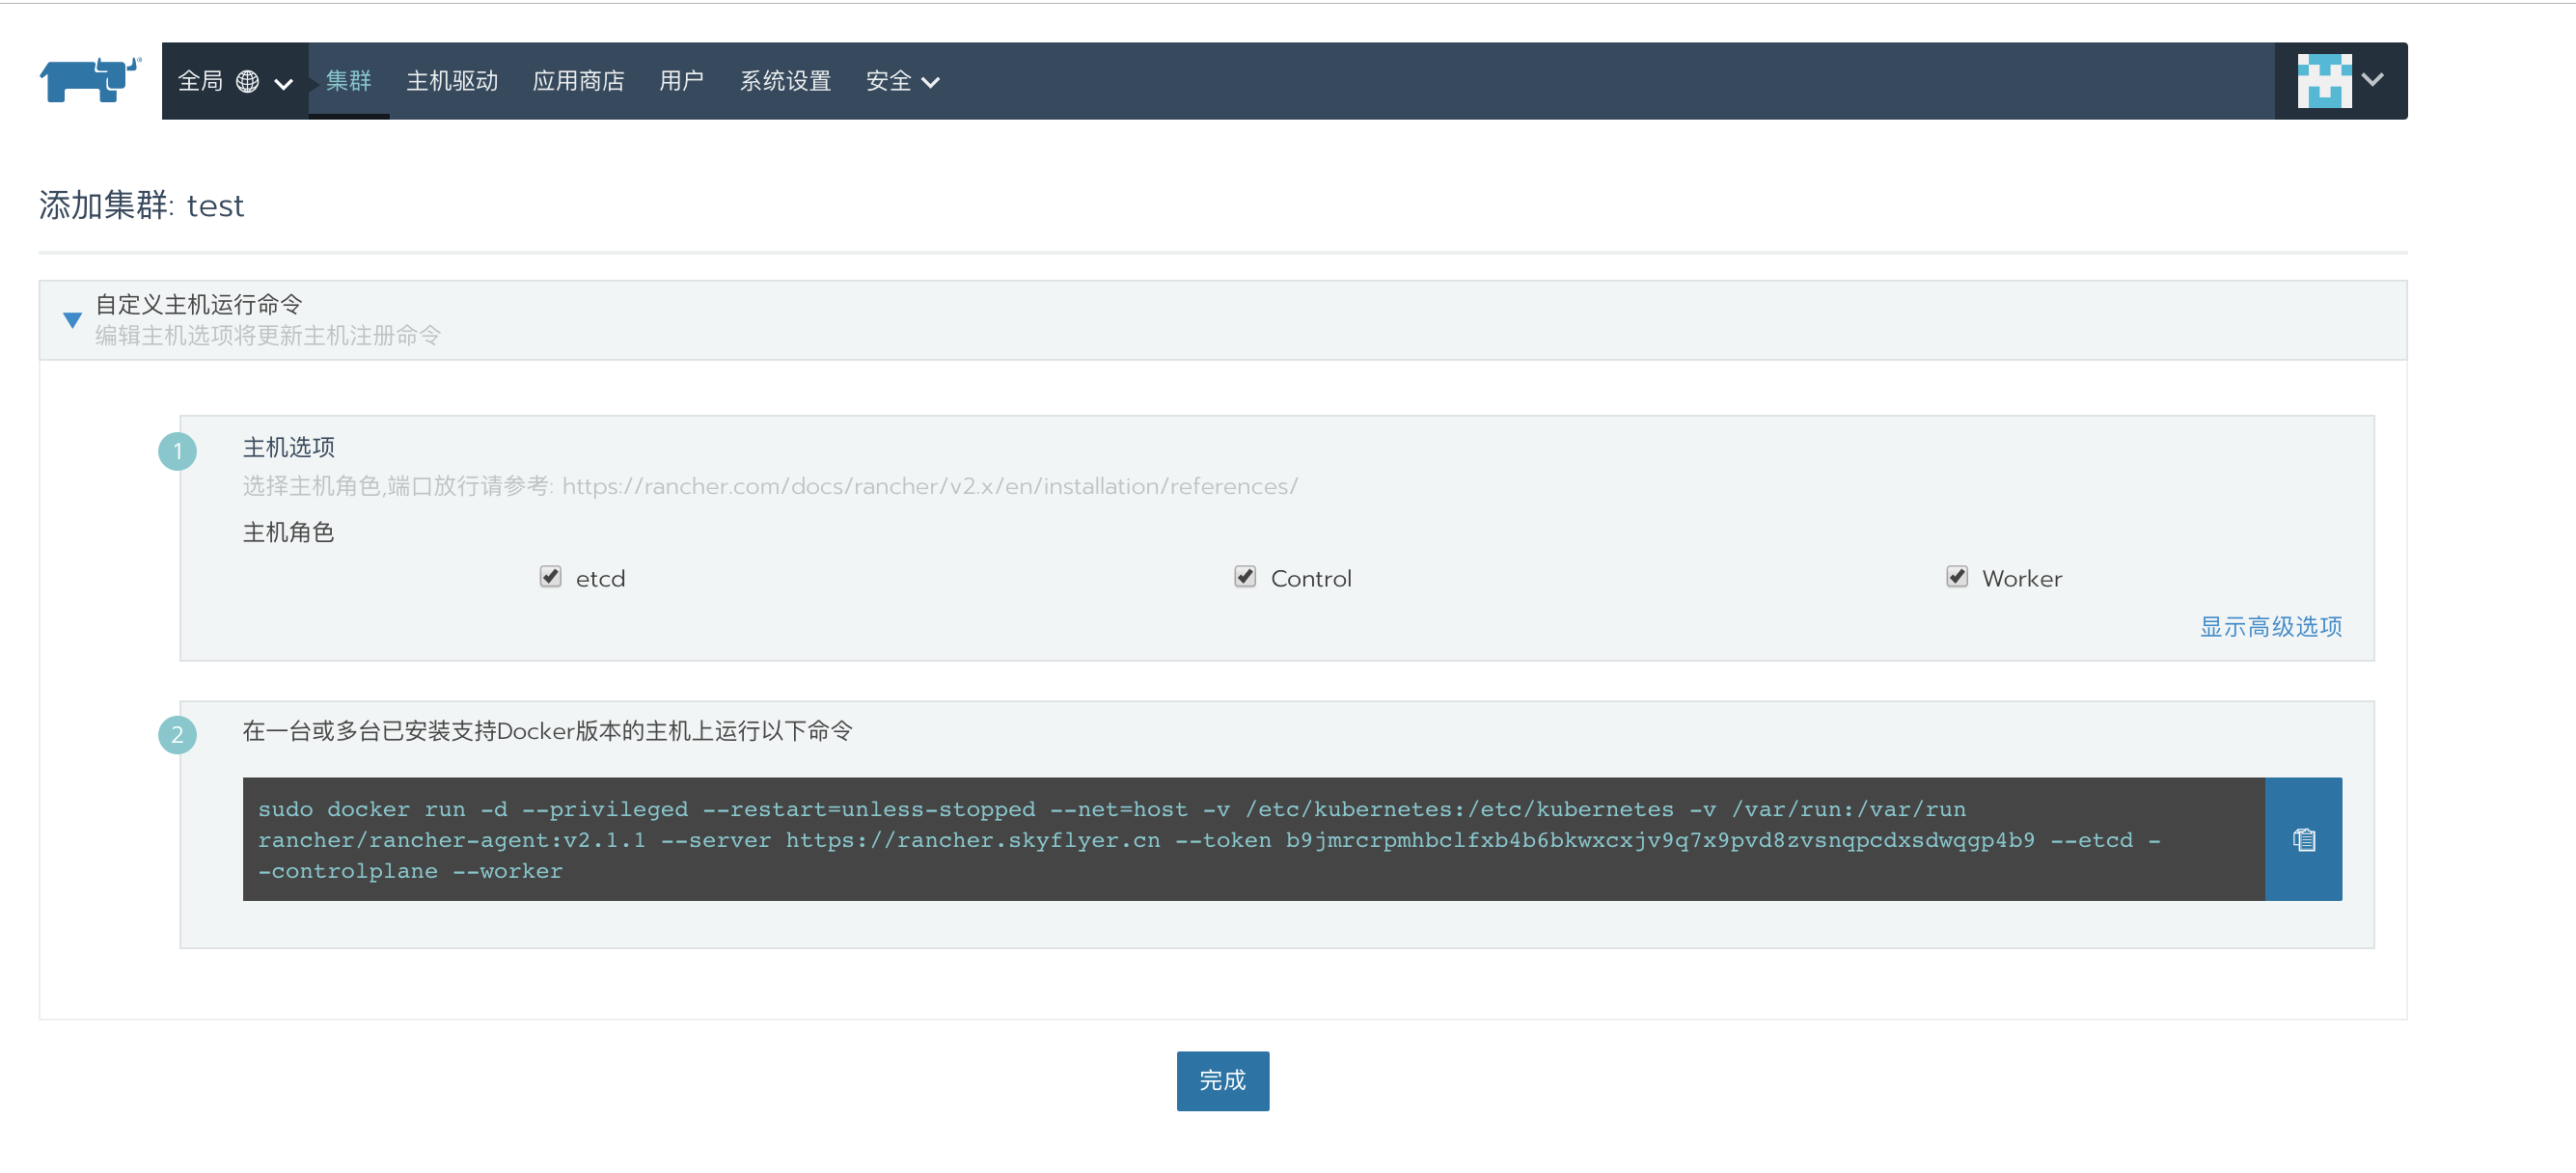 全局 集群 主机驱动 应用商店 用户 系统设置 安全
添加集群: test
自定义主机运行命令
编辑主机选项将更新主机注册命令
1
主机选项
选择主机角色,端口放行请参考: https://rancher.com/docs/rancher/v2.x/en/installation/references/
主机角色
etcd Control Worker
显示高级选项
2
在一台或多台已安装支持Docker版本的主机上运行以下命令
sudo docker run -d --privileged --restart=unless-stopped --net=host -v /etc/kubernetes:/etc/kubernetes -v /var/run:/var/run
rancher/rancher-agent:v2.1.1 --server https://rancher.skyflyer.cn --token b9jmrcrpmhbclfxb4b6bkwxcxjv9q7x9pvd8zvsnqpcdxsdwqgp4b9 --etcd -
-controlplane --worker
完成